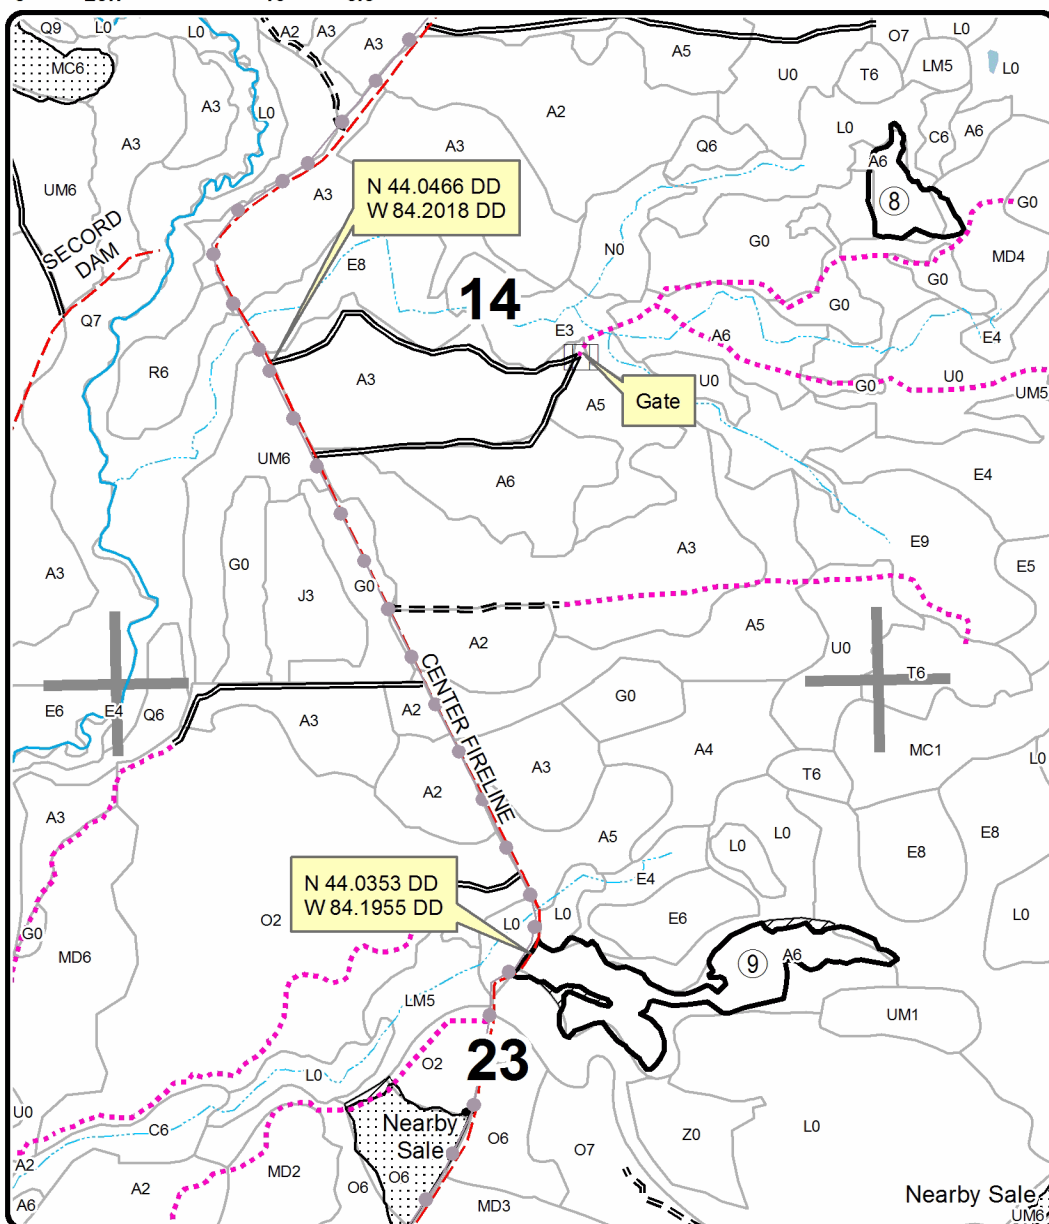 Q9
L0
L0
A2
A3
A3
A5
O7
L0
U0
T6
LM5
L0
MC6
A3
L0
A2
A3
A3
Q6
L0
C6
A6
A6
UM6
A3
N 44.0466 DD
W 84.2018 DD
8
G0
SECORD
DAM
E8
N0
G0
MD4
G0
14
G0
Q7
E3
A6
E4
R6
A3
U0
G0
U0
UM5
Gate
A5
UM6
A6
E4
A3
E9
A3
G0
J3
G0
E5
A2
A5
U0
T6
CENTER FIRELINE
E6
E4
Q6
A3
A2
G0
A4
MC1
L0
A3
T6
A2
A3
A5
L0
L0
E8
E8
N 44.0353 DD
W 84.1955 DD
E4
O2
L0
L0
E6
L0
G0
MD6
9
A6
LM5
UM1
23
O2
L0
U0
C6
Nearby
Sale
O6
O7
Z0
L0
A2
MD2
A2
O6
O6
A6
MD3
Nearby Sale
UM6